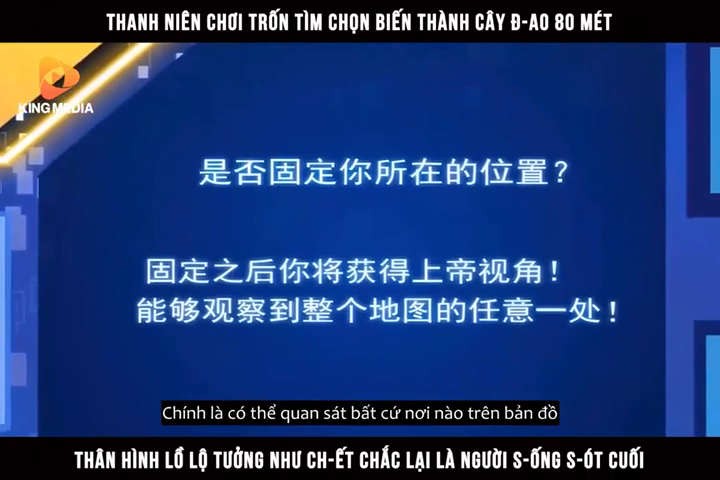 THANH NIÊN CHƠI TRỐN TÌM CHỌN BIẾN THÀNH CÂY Đ-AO 80 MÉT
KING MEDIA
是否固定你所在的位置？
固定之后你将获得上帝视角！
能够观察到整个地图的任意一处！
Chính là có thể quan sát bất cứ nơi nào trên bản đồ
THÂN HÌNH LỒ LỘ TƯỞNG NHƯ CH-ẾT CHẮC LẠI LÀ NGƯỜI S-ỐNG S-ÓT CUỐI